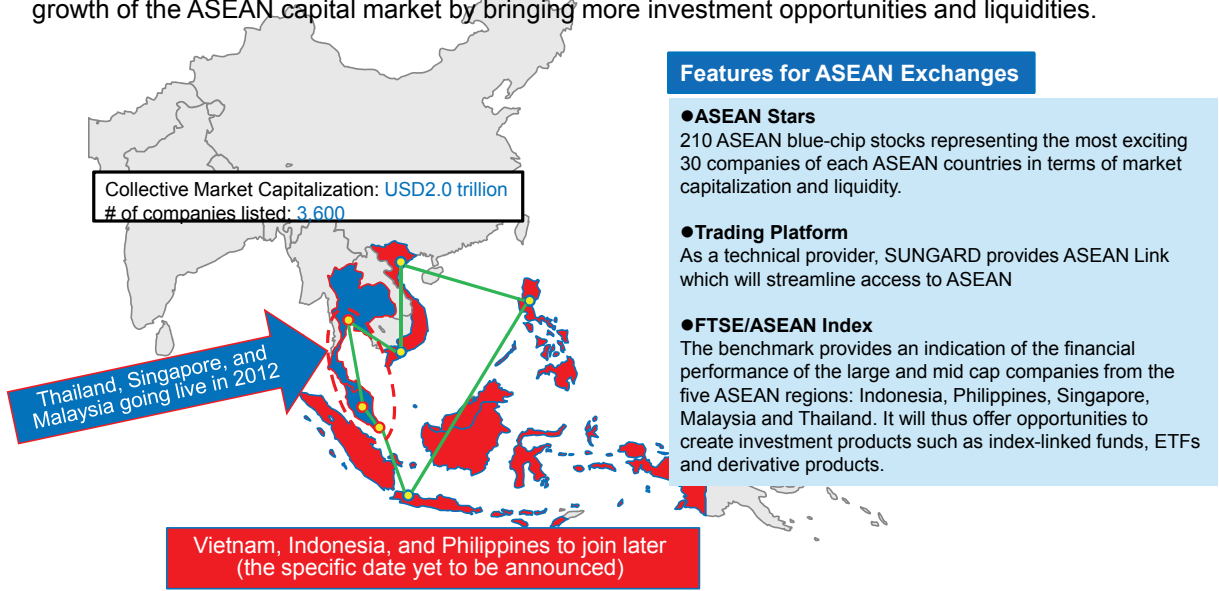 growth of the ASEAN capital market by bringing more investment opportunities and liquidities.
Features for ASEAN Exchanges
●ASEAN Stars
210 ASEAN blue-chip stocks representing the most exciting
30 companies of each ASEAN countries in terms of market
capitalization and liquidity.
●Trading Platform
As a technical provider, SUNGARD provides ASEAN Link
which will streamline access to ASEAN
●FTSE/ASEAN Index
The benchmark provides an indication of the financial
performance of the large and mid cap companies from the
five ASEAN regions: Indonesia, Philippines, Singapore,
Malaysia and Thailand. It will thus offer opportunities to
create investment products such as index-linked funds, ETFs
and derivative products.
Collective Market Capitalization: USD2.0 trillion
# of companies listed: 3,600
Thailand, Singapore, and
Malaysia going live in 2012
Vietnam, Indonesia, and Philippines to join later
(the specific date yet to be announced)